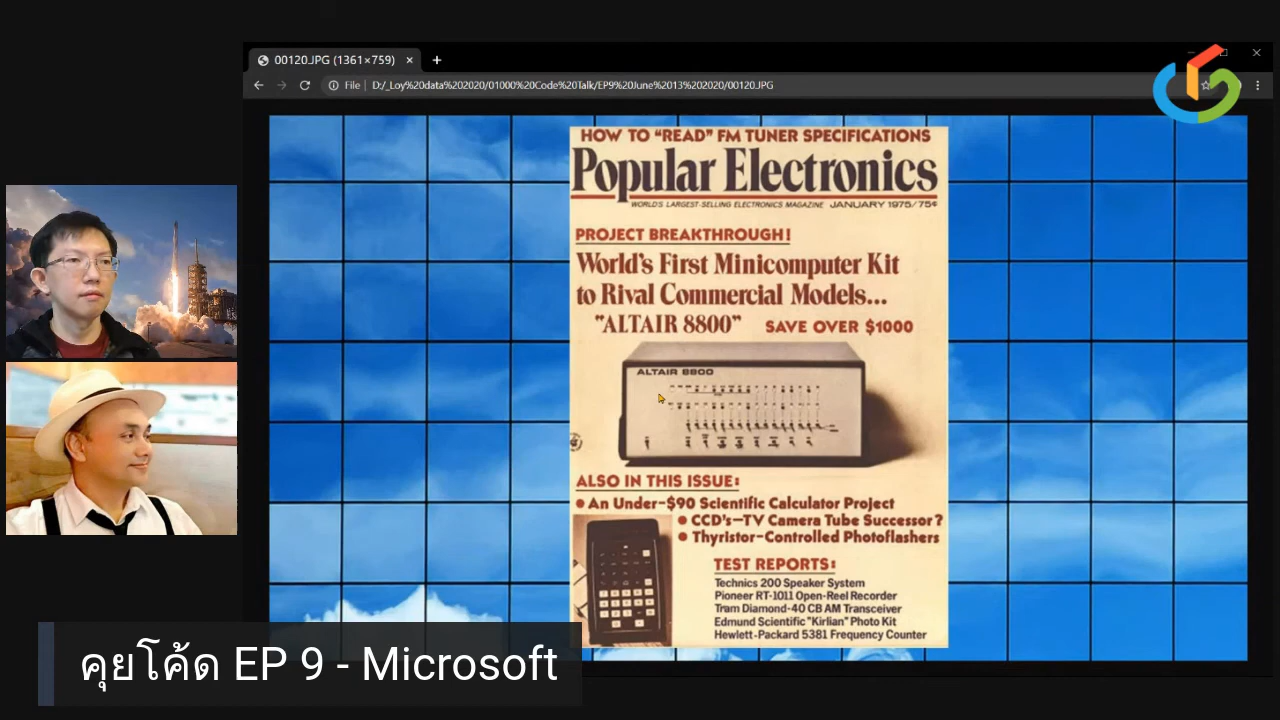 00120.JPG (1361×759)
File
D:/_Loy%20data%202020/01000%20Code%20Talk/EP9%20June%2013%202020/00120.JPG
HOW TO "READ" FM TUNER SPECIFICATIONS
Popular Electronics
WORLD'S LARGEST-SELLING ELECTRONICS MAGAZINE JANUARY 1975/75¢
PROJECT BREAKTHROUGH!
World's First Minicomputer Kit
to Rival Commercial Models...
"ALTAIR 8800" SAVE OVER $1000
ALTAIR 8800
ALSO IN THIS ISSUE:
● An Under-$90 Scientific Calculator Project
● CCD's—TV Camera Tube Successor?
● Thyristor-Controlled Photoflashers
TEST REPORTS:
Technics 200 Speaker System
Pioneer RT-1011 Open-Reel Recorder
Tram Diamond-40 CB AM Transceiver
Edmund Scientific "Kirlian" Photo Kit
Hewlett-Packard 5381 Frequency Counter
คุยโค้ด EP 9 - Microsoft